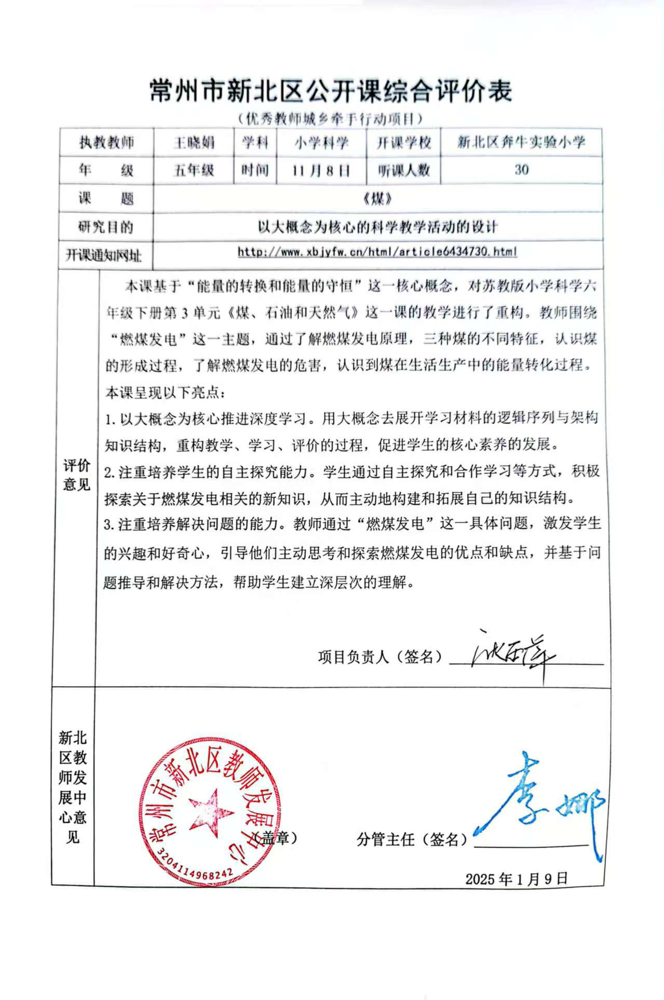 常州市新北区公开课综合评价表
（优秀教师城乡牵手行动项目）
执教教师 王晓娟 学科 小学科学 开课学校 新北区奔牛实验小学
年 级 五年级 时间 11月8日 听课人数 30
课 题 《煤》
研究目的 以大概念为核心的科学教学活动的设计
开课通知网址 http://www.xbjyfw.cn/html/article6434730.html
评价
意见
本课基于“能量的转换和能量的守恒”这一核心概念，对苏教版小学科学六
年级下册第3单元《煤、石油和天然气》这一课的教学进行了重构。教师围绕
“燃煤发电”这一主题，通过了解燃煤发电原理，三种煤的不同特征，认识煤
的形成过程，了解燃煤发电的危害，认识到煤在生活生产中的能量转化过程。
本课呈现以下亮点：
1.以大概念为核心推进深度学习。用大概念去展开学习材料的逻辑序列与架构
知识结构，重构教学、学习、评价的过程，促进学生的核心素养的发展。
2.注重培养学生的自主探究能力。学生通过自主探究和合作学习等方式，积极
探索关于燃煤发电相关的新知识，从而主动地构建和拓展自己的知识结构。
3.注重培养解决问题的能力。教师通过“燃煤发电”这一具体问题，激发学生
的兴趣和好奇心，引导他们主动思考和探索燃煤发电的优点和缺点，并基于问
题推导和解决方法，帮助学生建立深层次的理解。
项目负责人（签名）
新北
区教
师发
展中
心意
见
常州市新北区教师发展中心
3204114968242
（盖章）
分管主任（签名） 李娜
2025年1月9日